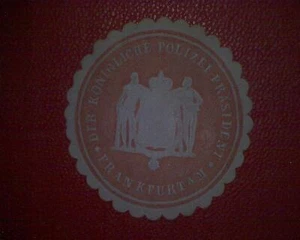 DER KÖNIGLICHE POLIZEI-PRÄSIDENT
FRANKFURT A/M.